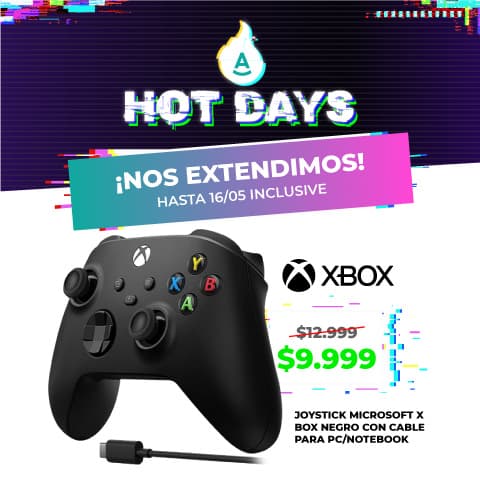 A
HOT DAYS
¡NOS EXTENDIMOS!
HASTA 16/05 INCLUSIVE
Y
X B
A
XBOX
$12.999
$9.999
JOYSTICK MICROSOFT X
BOX NEGRO CON CABLE
PARA PC/NOTEBOOK